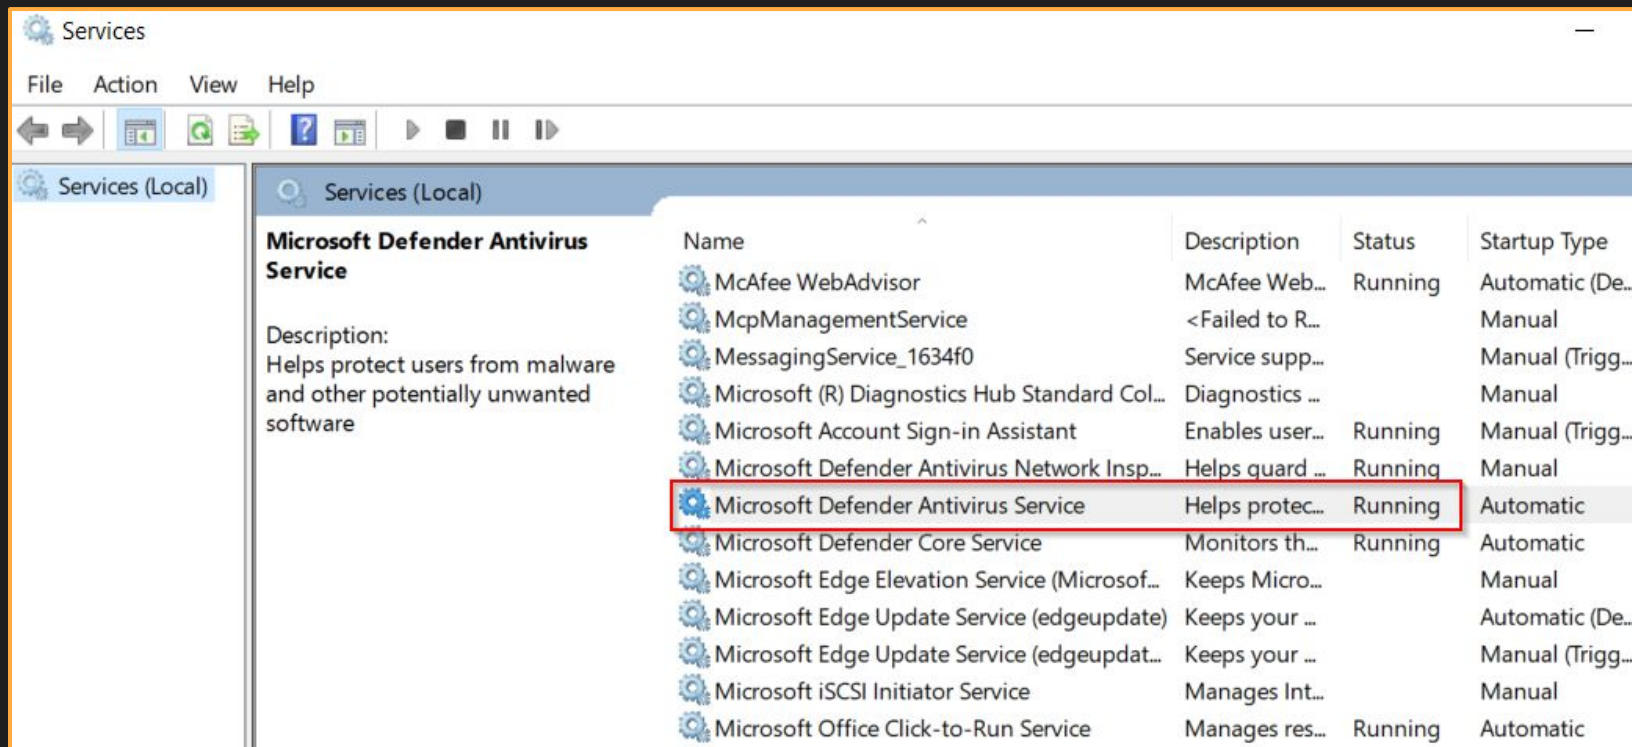 Services
File Action View Help
Services (Local)
Services (Local)
Microsoft Defender Antivirus
Service
Description:
Helps protect users from malware
and other potentially unwanted
software
Name Description Status Startup Type
McAfee WebAdvisor McAfee Web... Running Automatic (De...
McpManagementService <Failed to R... Manual
MessagingService_1634f0 Service supp... Manual (Trigg...
Microsoft (R) Diagnostics Hub Standard Col... Diagnostics ... Manual
Microsoft Account Sign-in Assistant Enables user... Running Manual (Trigg...
Microsoft Defender Antivirus Network Insp... Helps guard ... Running Manual
Microsoft Defender Antivirus Service Helps protec... Running Automatic
Microsoft Defender Core Service Monitors th... Running Automatic
Microsoft Edge Elevation Service (Microsof... Keeps Micro... Manual
Microsoft Edge Update Service (edgeupdate) Keeps your ... Automatic (De...
Microsoft Edge Update Service (edgeupdat... Keeps your ... Manual (Trigg...
Microsoft iSCSI Initiator Service Manages Int... Manual
Microsoft Office Click-to-Run Service Manages res... Running Automatic